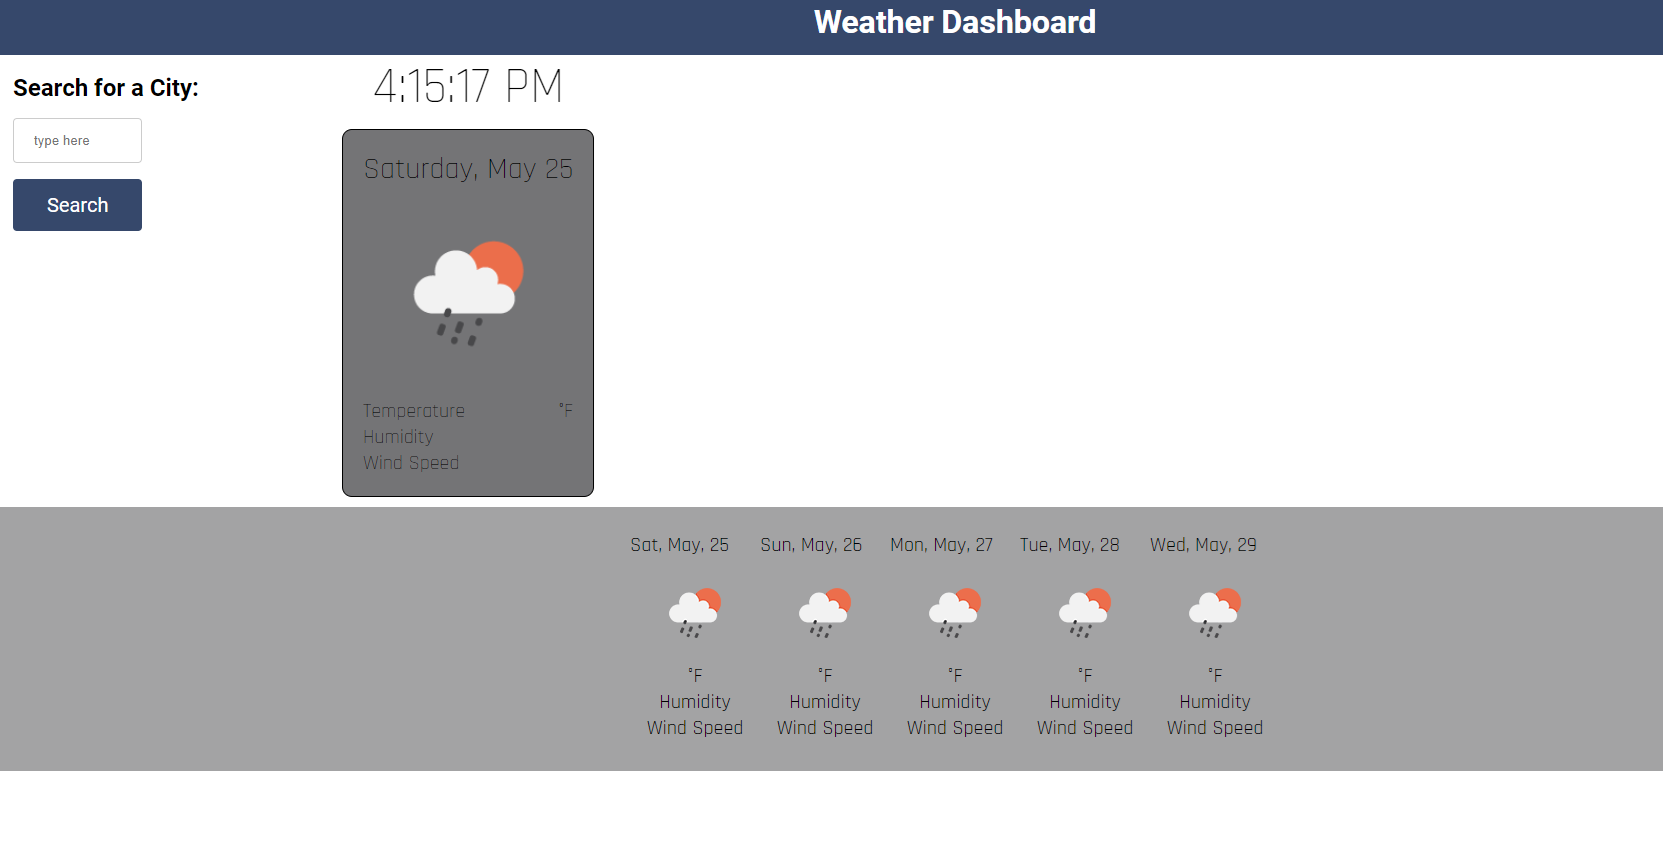 Weather Dashboard
Search for a City:
type here
Search
4:15:17 PM
Saturday, May 25
Temperature °F
Humidity
Wind Speed
Sat, May, 25 Sun, May, 26 Mon, May, 27 Tue, May, 28 Wed, May, 29
°F °F °F °F °F
Humidity Humidity Humidity Humidity Humidity
Wind Speed Wind Speed Wind Speed Wind Speed Wind Speed